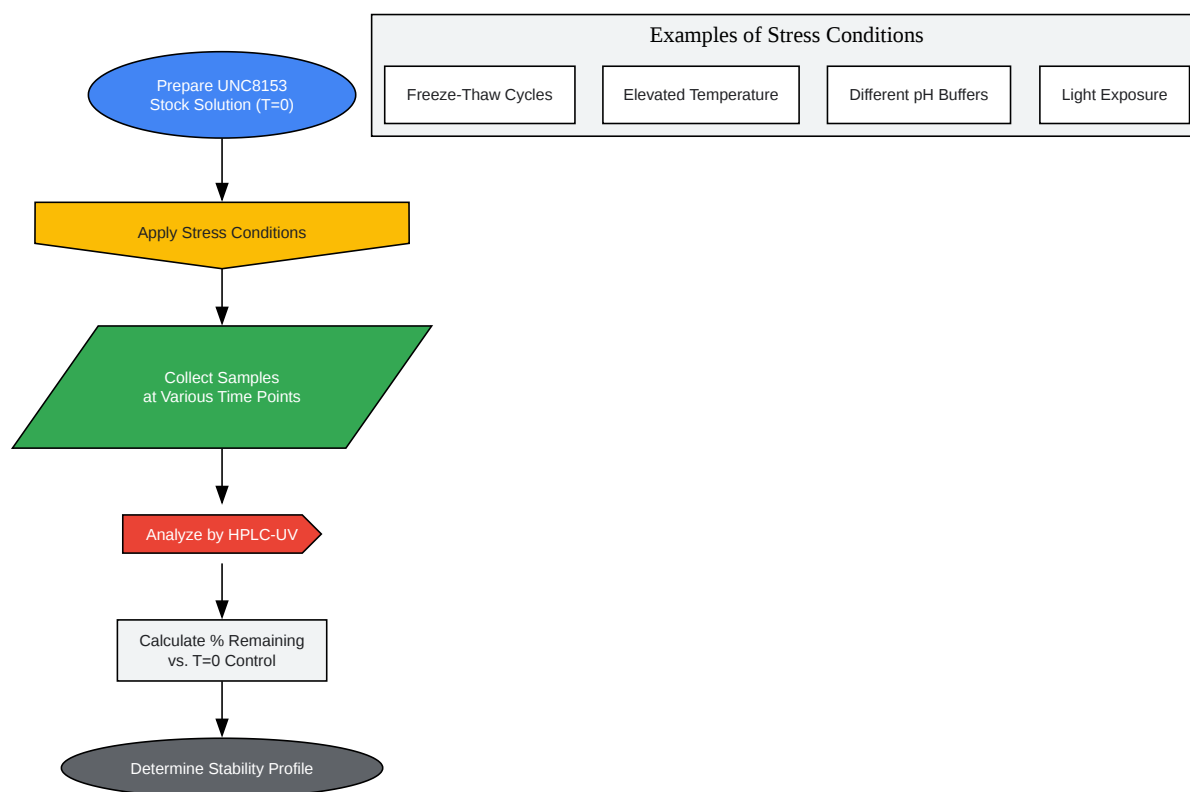 Prepare UNC8153
Stock Solution (T=0)
Examples of Stress Conditions
Freeze-Thaw Cycles
Elevated Temperature
Different pH Buffers
Light Exposure
Apply Stress Conditions
Collect Samples
at Various Time Points
Analyze by HPLC-UV
Calculate % Remaining
vs. T=0 Control
Determine Stability Profile